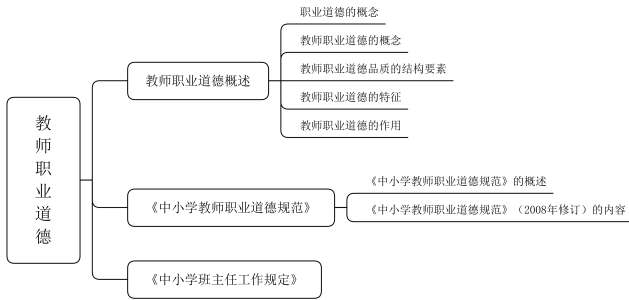 教师职业道德
教师职业道德概述
职业道德的概念
教师职业道德的概念
教师职业道德品质的结构要素
教师职业道德的特征
教师职业道德的作用
《中小学教师职业道德规范》
《中小学教师职业道德规范》的概述
《中小学教师职业道德规范》（2008年修订）的内容
《中小学班主任工作规定》